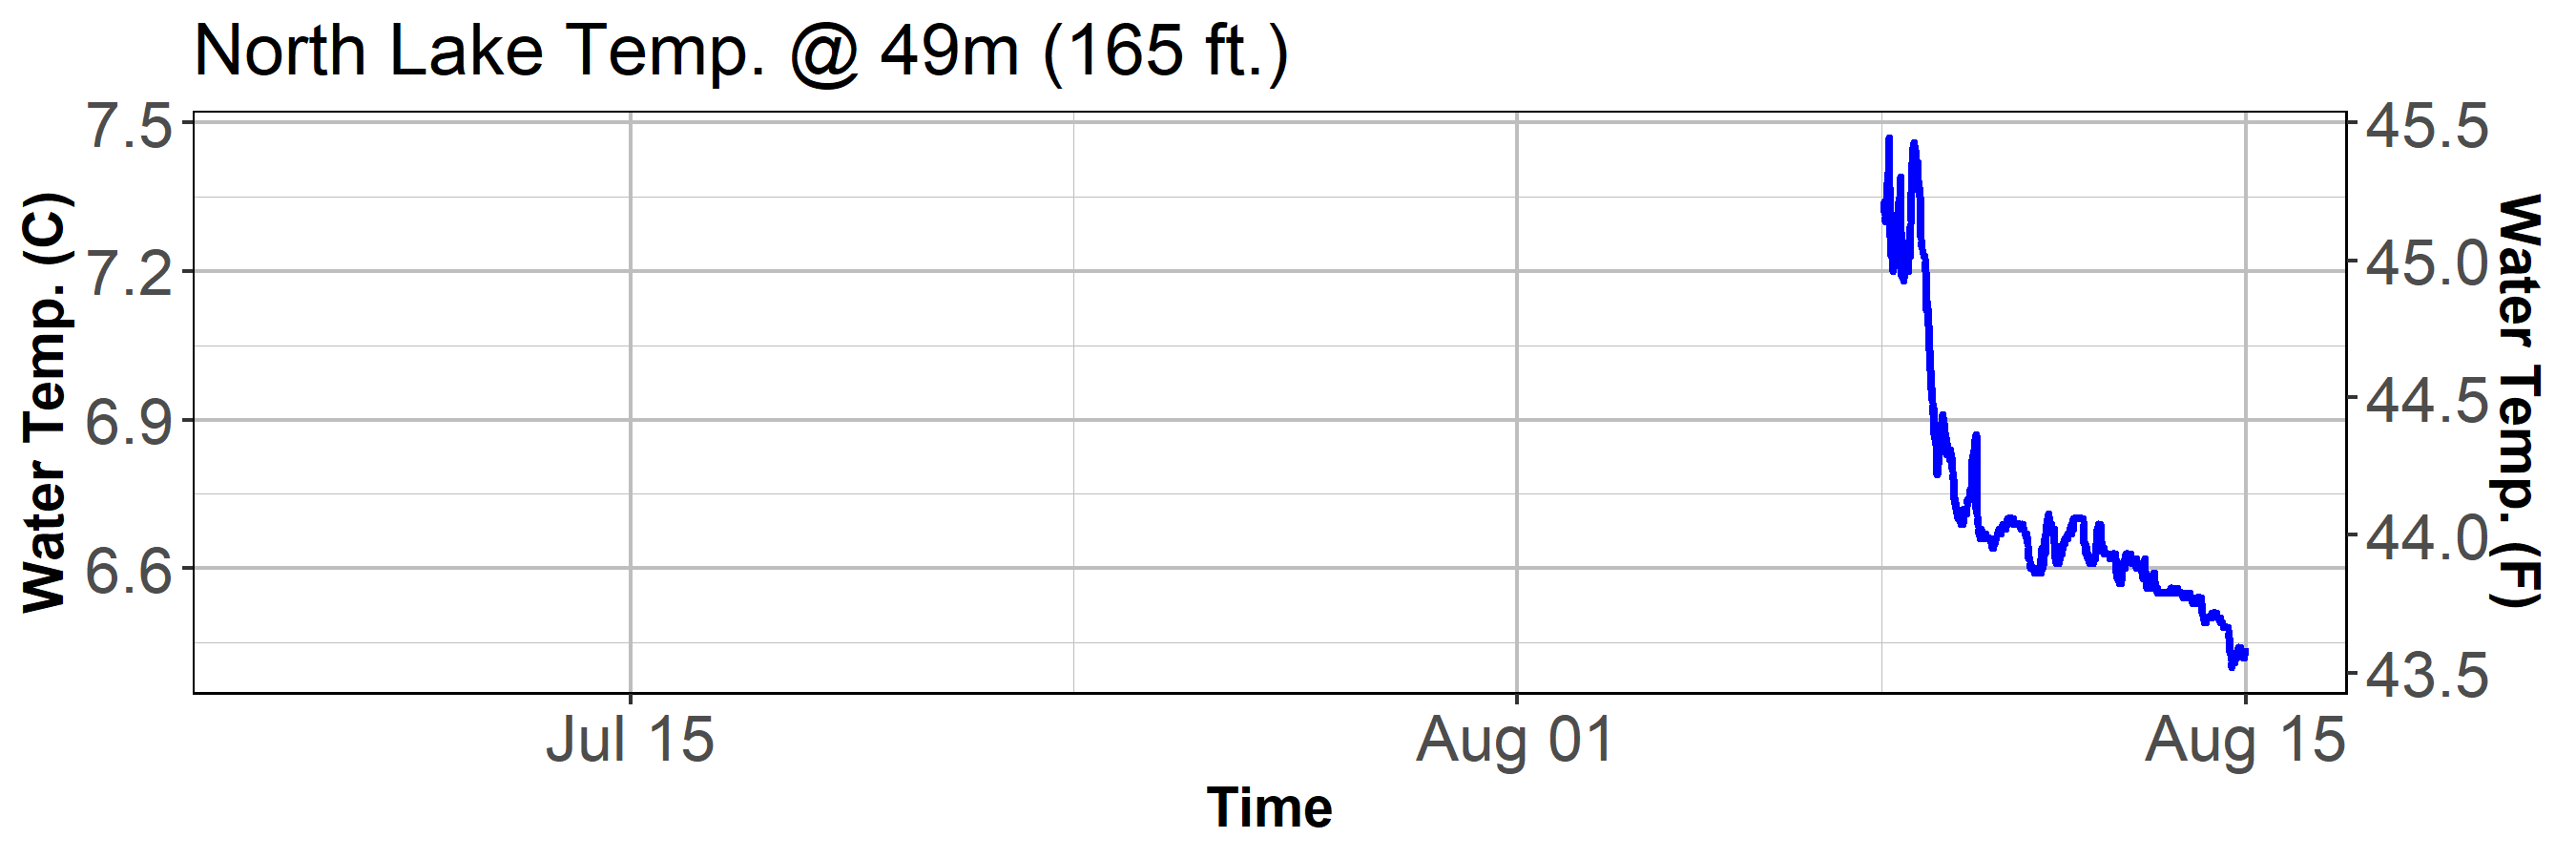 North Lake Temp. @ 49m (165 ft.)
Water Temp. (C)
7.5
7.2
6.9
6.6
45.5
45.0
44.5
44.0
43.5
Water Temp. (F)
Jul 15
Aug 01
Aug 15
Time